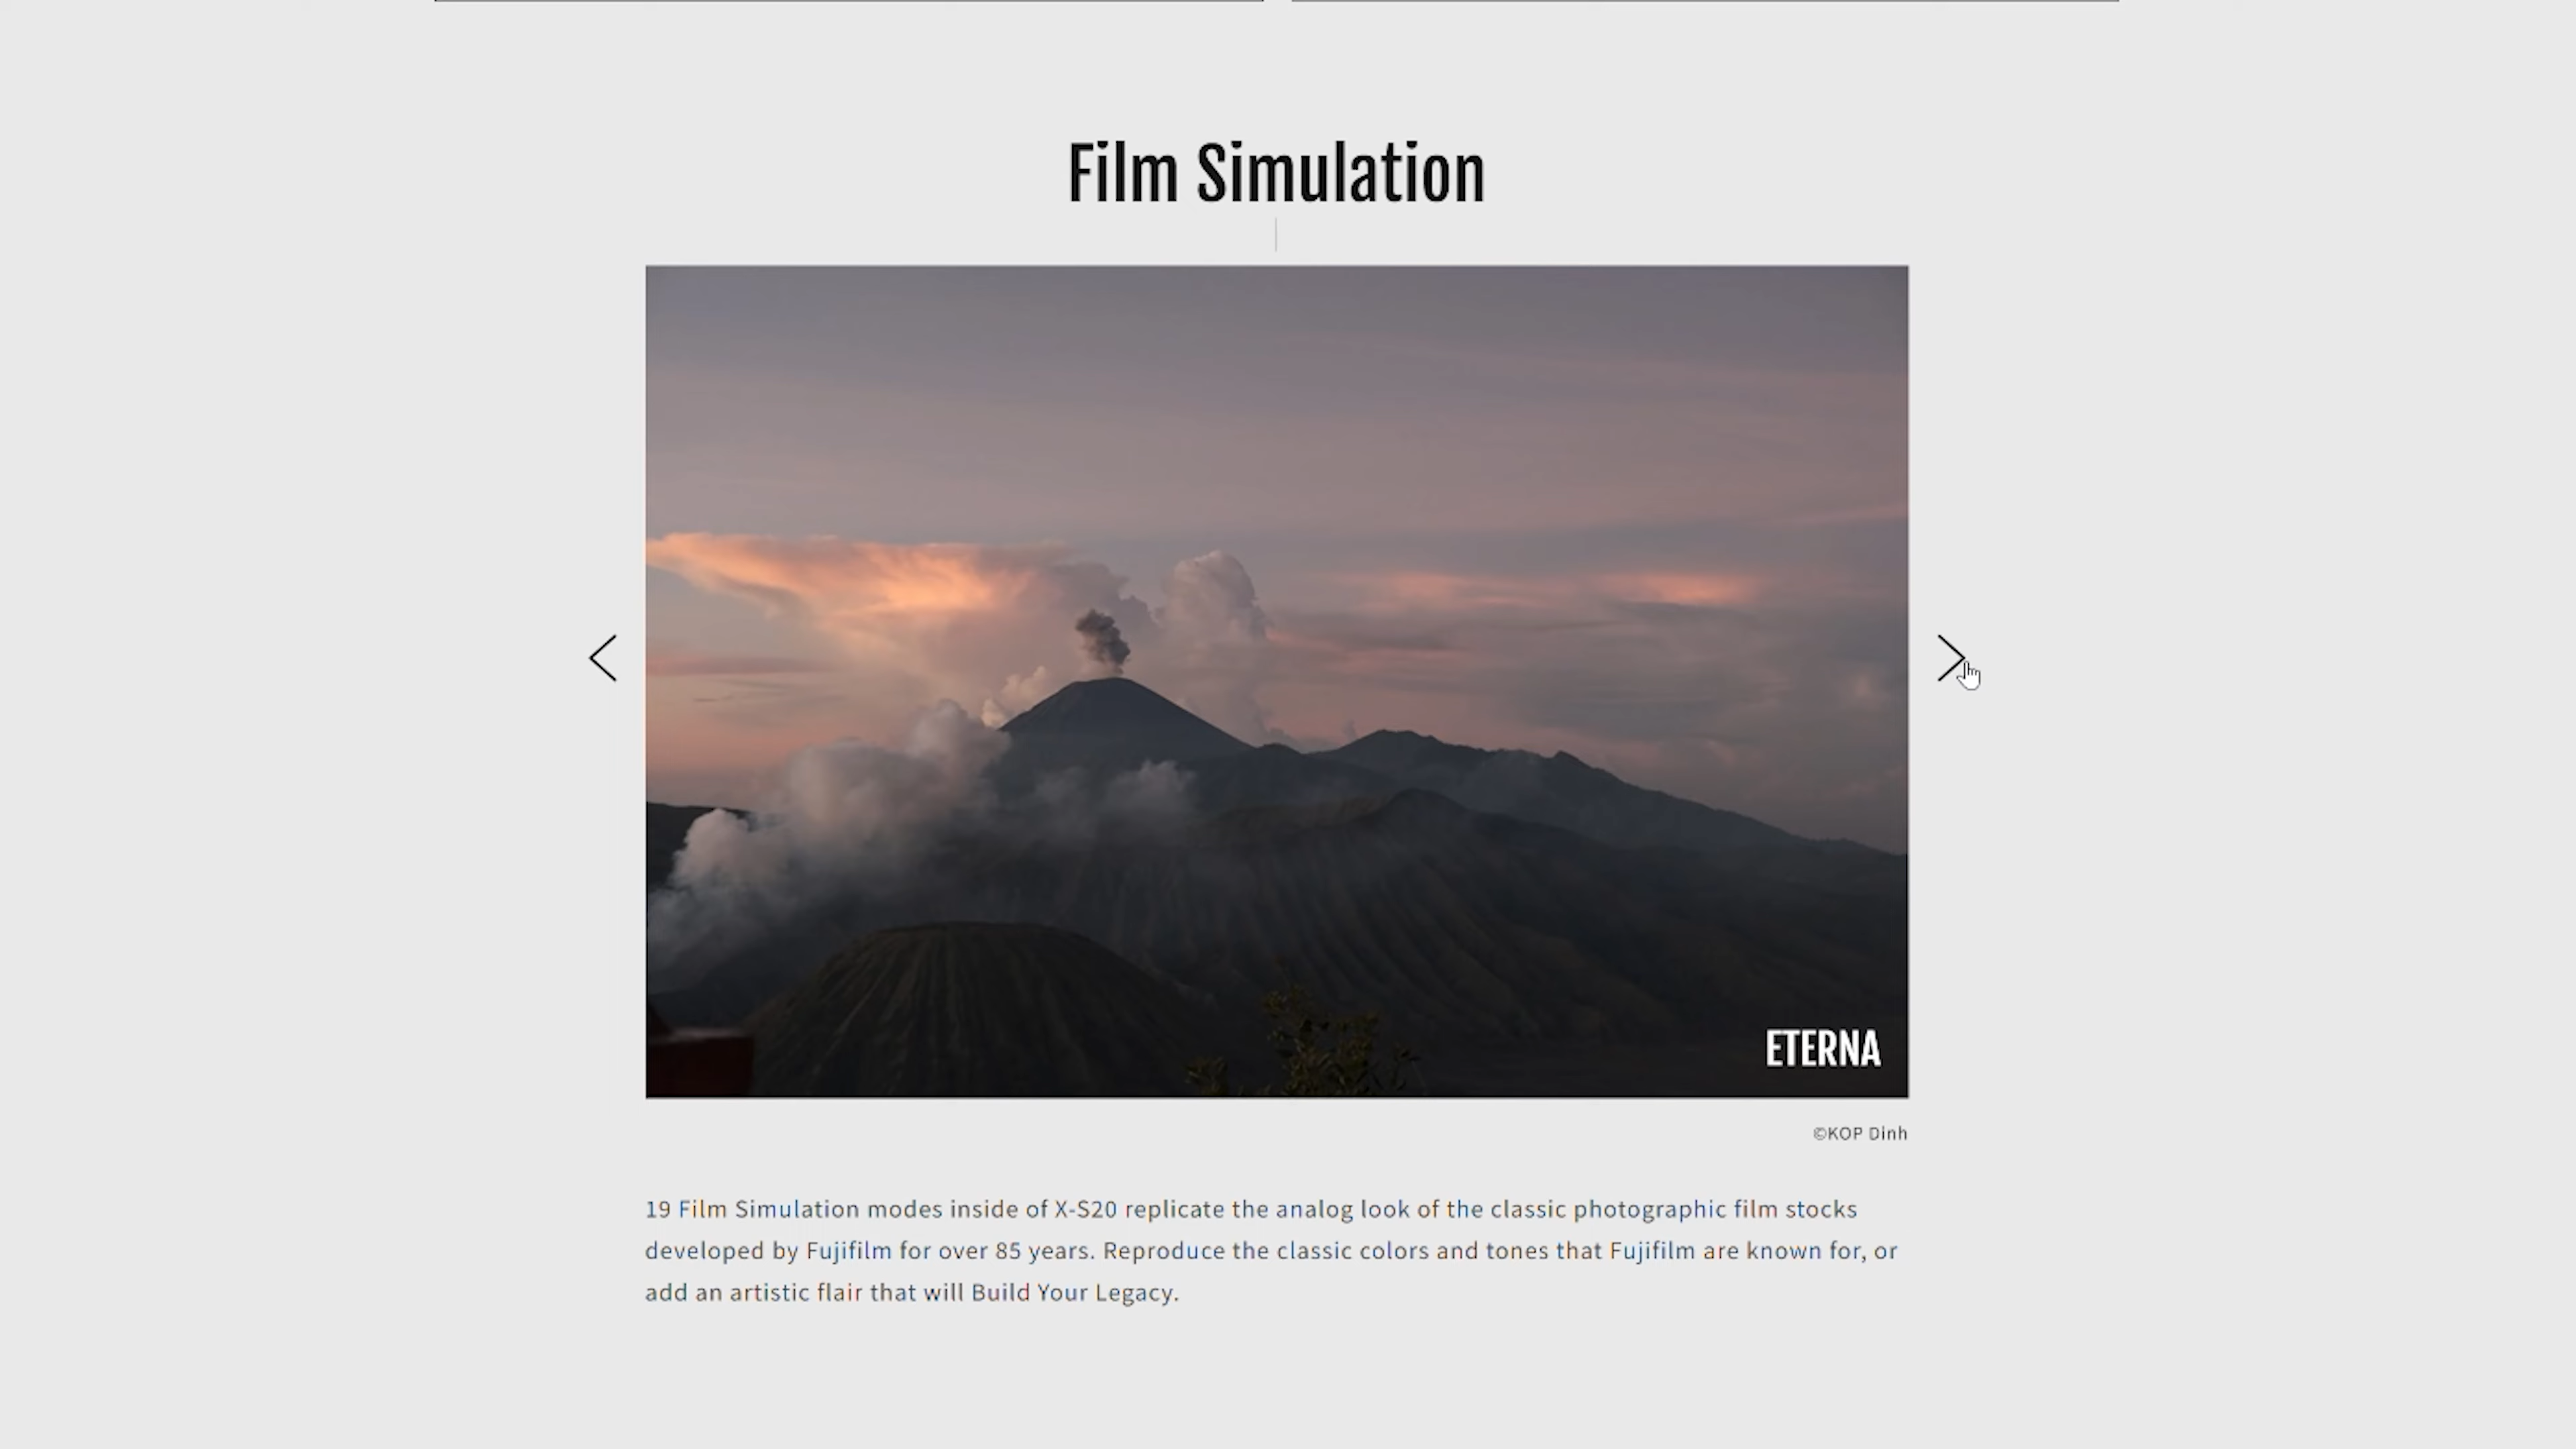 Film Simulation
ETERNA
©KOP Dinh
19 Film Simulation modes inside of X-S20 replicate the analog look of the classic photographic film stocks
developed by Fujifilm for over 85 years. Reproduce the classic colors and tones that Fujifilm are known for, or
add an artistic flair that will Build Your Legacy.